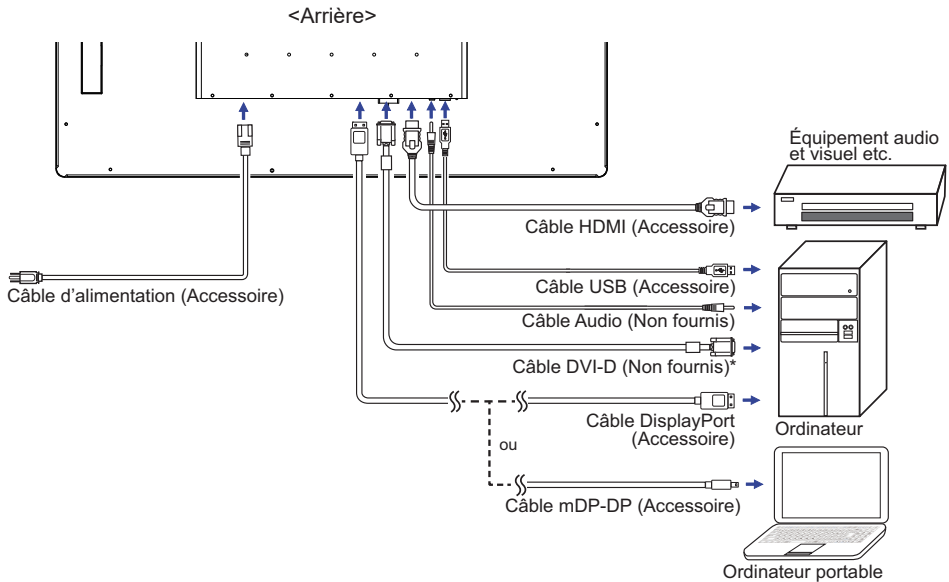 <Arrière>
Équipement audio
et visuel etc.
Câble HDMI (Accessoire)
Câble USB (Accessoire)
Câble d’alimentation (Accessoire)
Câble Audio (Non fournis)
Câble DVI-D (Non fournis)*
Câble DisplayPort
(Accessoire)
Ordinateur
ou
Câble mDP-DP (Accessoire)
Ordinateur portable